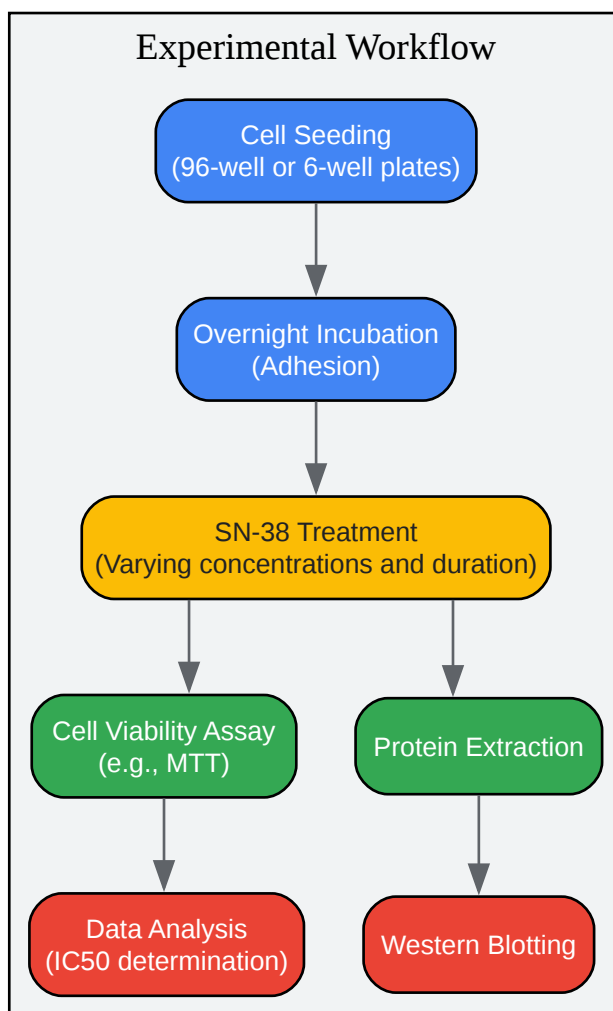 Experimental Workflow
Cell Seeding
(96-well or 6-well plates)
Overnight Incubation
(Adhesion)
SN-38 Treatment
(Varying concentrations and duration)
Cell Viability Assay
(e.g., MTT)
Protein Extraction
Data Analysis
(IC50 determination)
Western Blotting